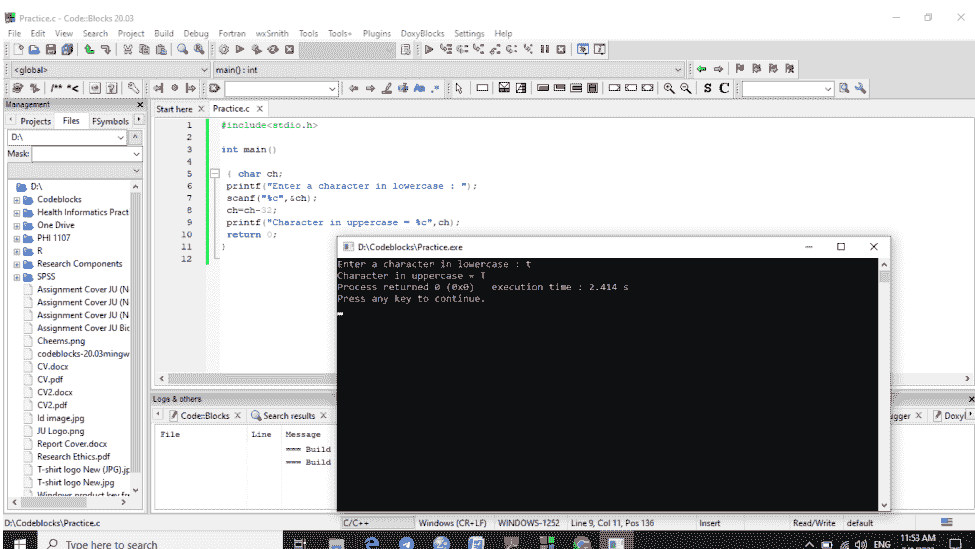 Practice.c - Code::Blocks 20.03
File Edit View Search Project Build Debug Fortran wxSmith Tools Tools+ Plugins DoxyBlocks Settings Help
<global>
main() : int
/** *<
S C
Management
Projects Files FSymbols
D:\
Mask:
D:\
Codeblocks
Health Informatics Pract
One Drive
PHI 1107
R
Research Components
SPSS
Assignment Cover JU (N
Assignment Cover JU (N
Assignment Cover JU (N
Assignment Cover JU Bic
Cheems.png
codeblocks-20.03mingw
CV.docx
CV.pdf
CV2.docx
CV2.pdf
Id image.jpg
JU Logo.png
Report Cover.docx
Research Ethics.pdf
T-shirt logo New (JPG).jp
T-shirt logo New.jpg
Windows product key fr
Start here X Practice.c X
1 #include<stdio.h>
2
3 int main()
4
5 { char ch;
6 printf("Enter a character in lowercase : ");
7 scanf("%c",&ch);
8 ch=ch-32;
9 printf("Character in uppercase = %c",ch);
10 return 0;
11 }
12
D:\Codeblocks\Practice.exe
Enter a character in lowercase : t
Character in uppercase = T
Process returned 0 (0x0) execution time : 2.414 s
Press any key to continue.
Logs & others
Code::Blocks X Search results X
gger X Doxyl
File Line Message
=== Build
=== Build
D:\Codeblocks\Practice.c C/C++ Windows (CR+LF) WINDOWS-1252 Line 9, Col 11, Pos 136 Insert Read/Write default
Type here to search
ENG 11:53 AM